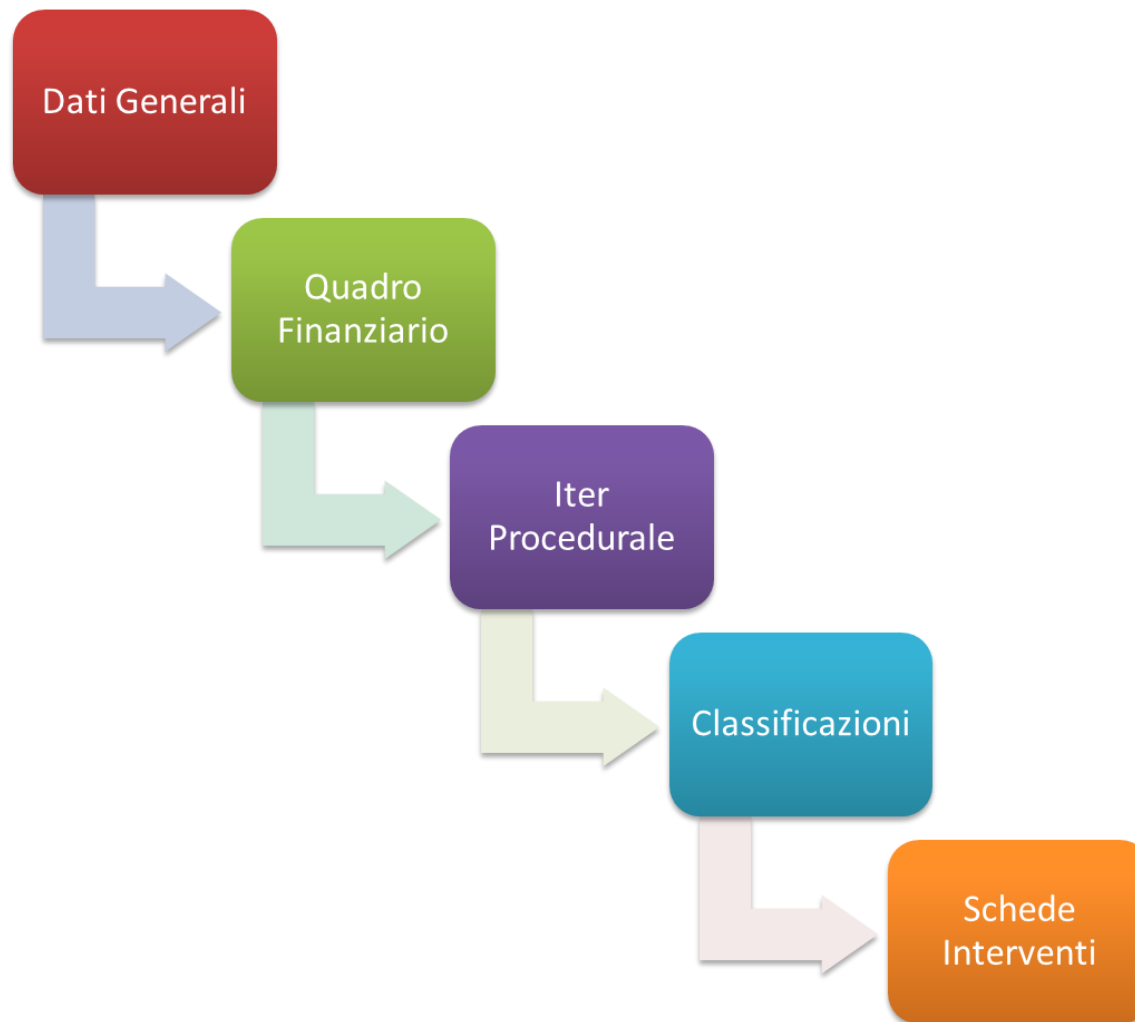 Dati Generali
Quadro
Finanziario
Iter
Procedurale
Classificazioni
Schede
Interventi